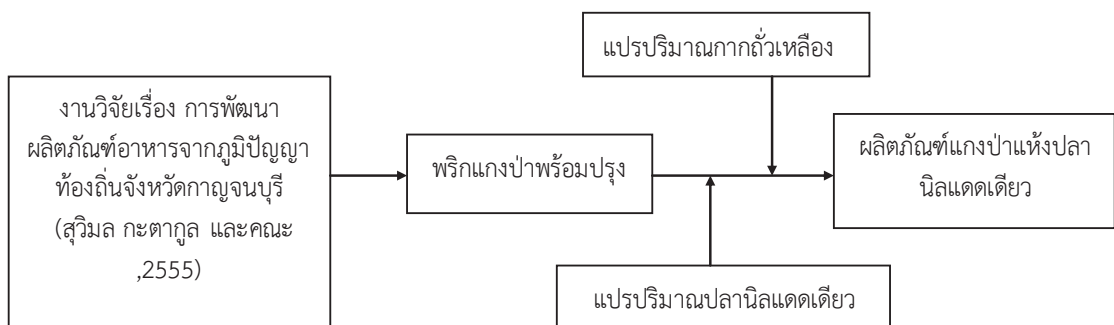 แปรปริมาณกากถั่วเหลือง
งานวิจัยเรื่อง การพัฒนา
ผลิตภัณฑ์อาหารจากภูมิปัญญา
ท้องถิ่นจังหวัดกาญจนบุรี
(สุวิมล กะตากูล และคณะ
,2555)
พริกแกงป่าพร้อมปรุง
ผลิตภัณฑ์แกงป่าแห้งปลา
นิลแดดเดียว
แปรปริมาณปลานิลแดดเดียว